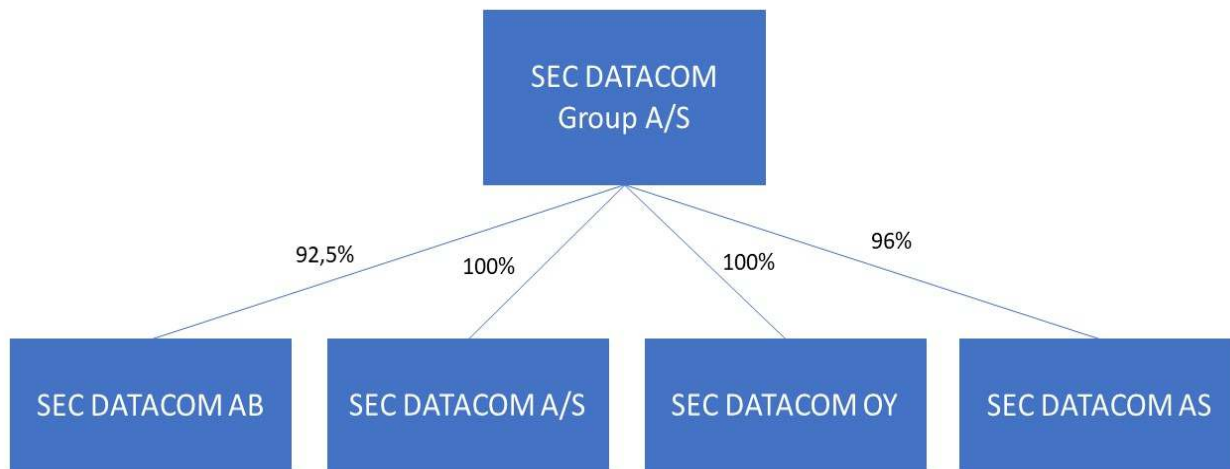 SEC DATACOM
Group A/S
92,5%
100%
100%
96%
SEC DATACOM AB
SEC DATACOM A/S
SEC DATACOM OY
SEC DATACOM AS